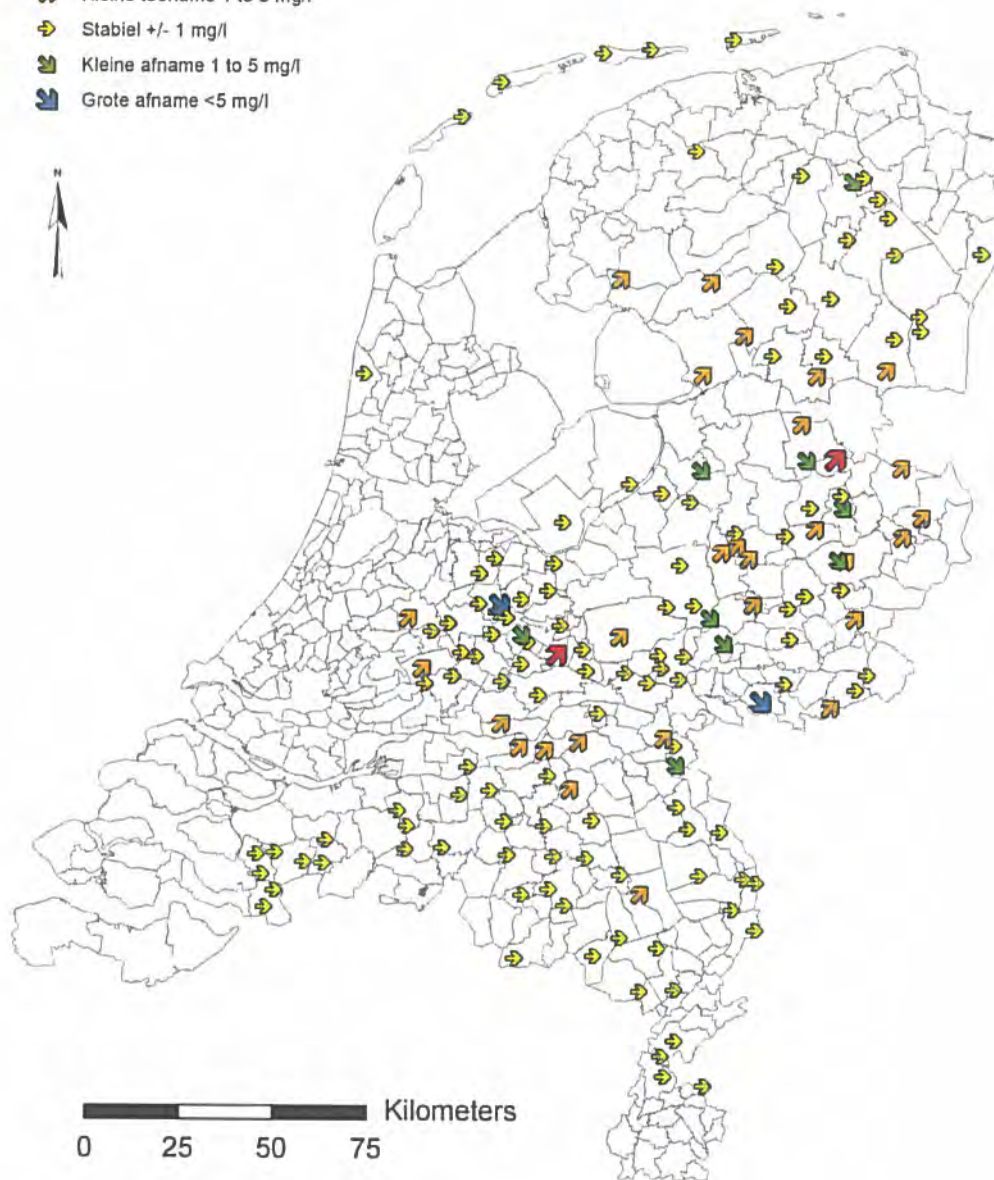 Stabiel +/- 1 mg/l
Kleine afname 1 to 5 mg/l
Grote afname <5 mg/l
N
Kilometers
0 25 50 75